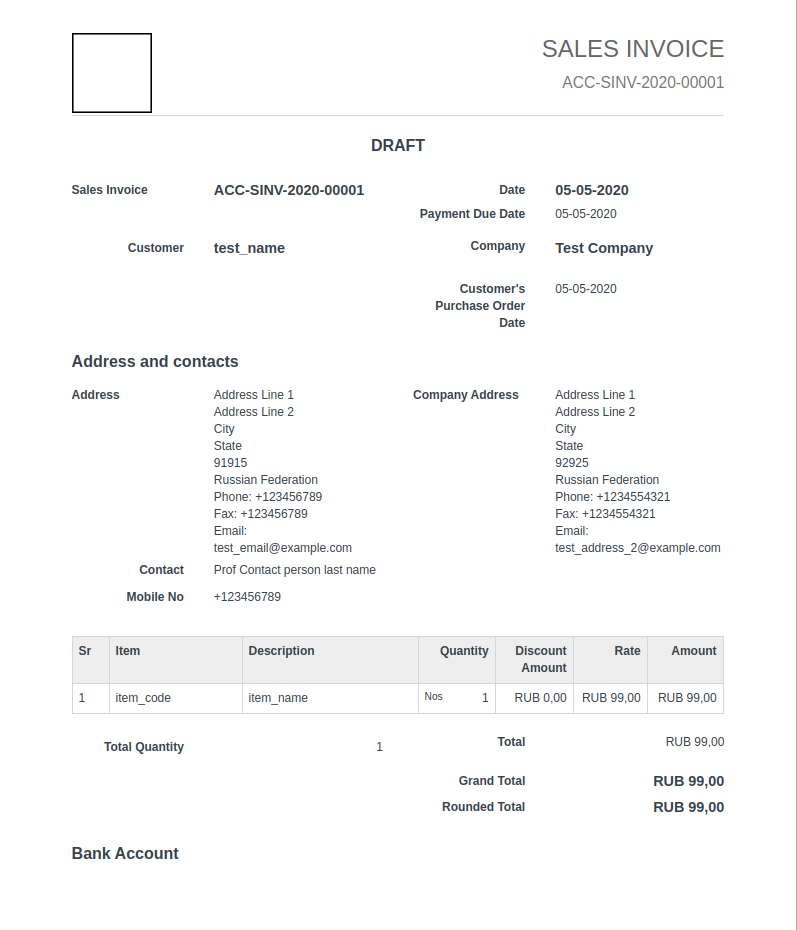 SALES INVOICE
ACC-SINV-2020-00001
DRAFT
Sales Invoice ACC-SINV-2020-00001 Date 05-05-2020
Payment Due Date 05-05-2020
Customer test_name Company Test Company
Customer's 05-05-2020
Purchase Order
Date
Address and contacts
Address Address Line 1 Company Address Address Line 1
Address Line 2 Address Line 2
City City
State State
91915 92925
Russian Federation Russian Federation
Phone: +123456789 Phone: +1234554321
Fax: +123456789 Fax: +1234554321
Email: Email:
test_email@example.com test_address_2@example.com
Contact Prof Contact person last name
Mobile No +123456789
Sr Item Description Quantity Discount Rate Amount
Amount
1 item_code item_name Nos 1 RUB 0,00 RUB 99,00 RUB 99,00
Total Quantity 1 Total RUB 99,00
Grand Total RUB 99,00
Rounded Total RUB 99,00
Bank Account